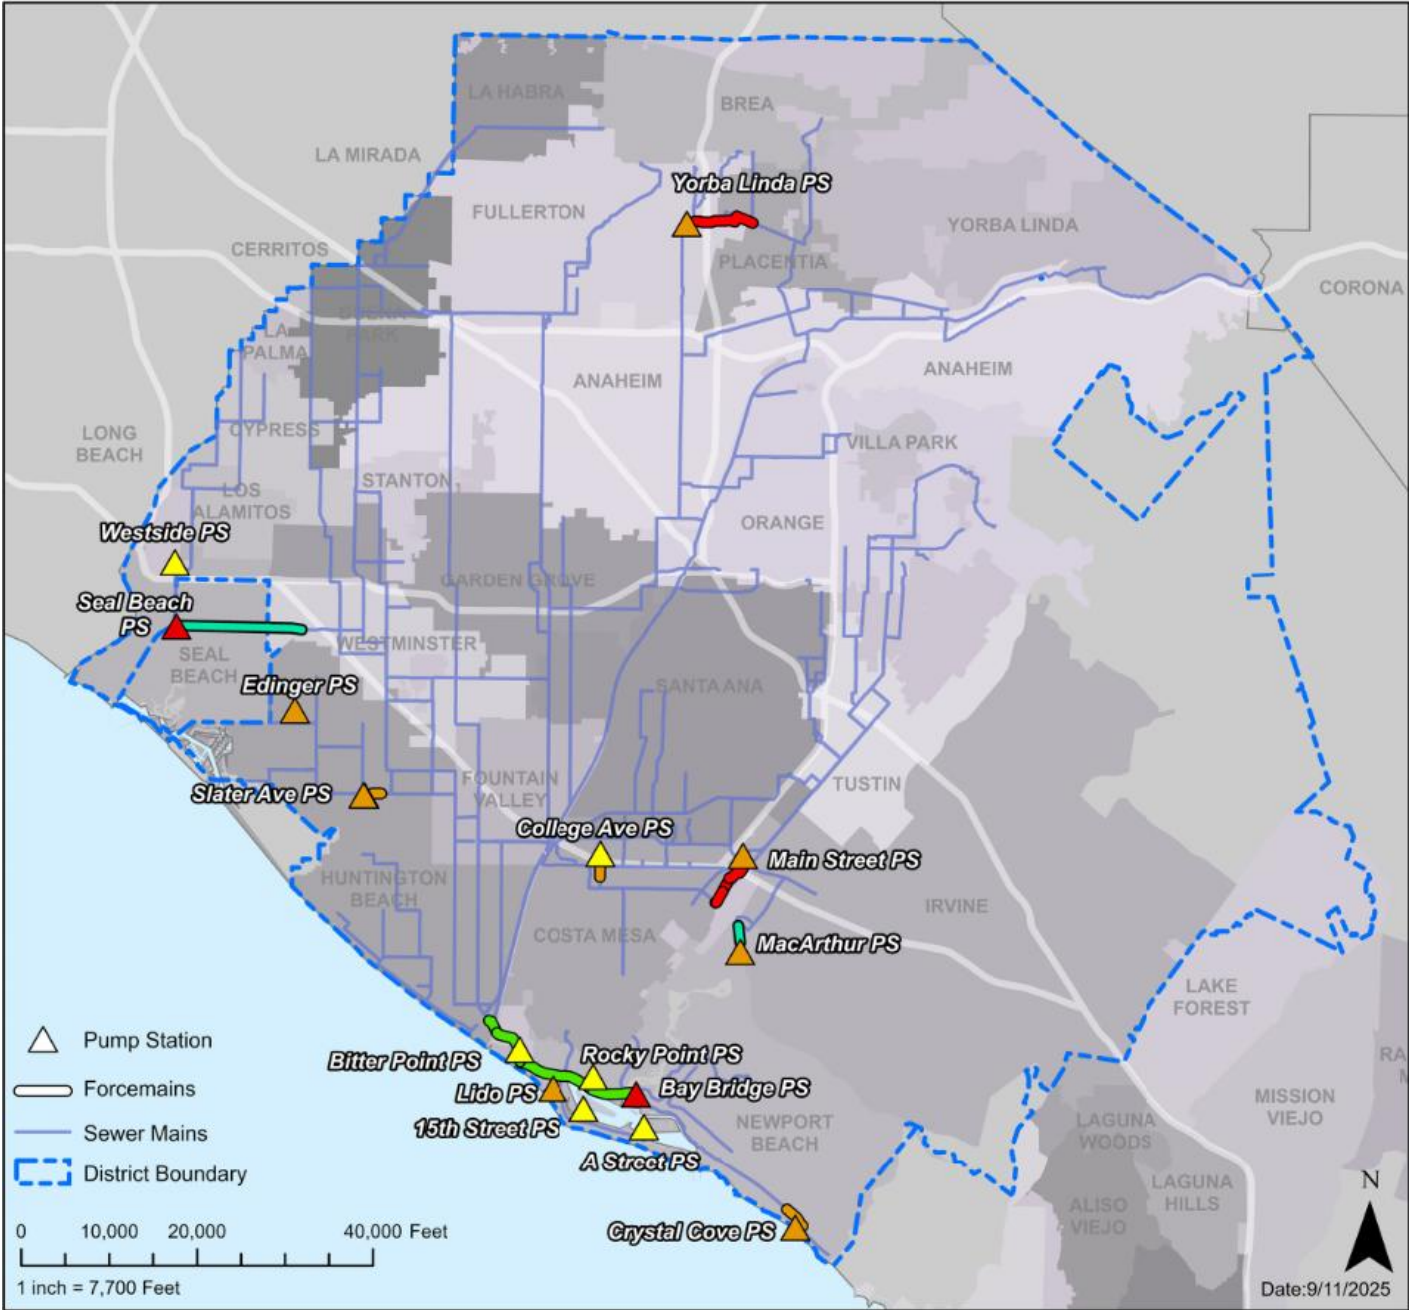 LA HABRA
BREA
LA MIRADA
Yorba Linda PS
FULLERTON
YORBA LINDA
CERRITOS
PLACENTIA
CORONA
BUENA
PARK
LA
PALMA
ANAHEIM
ANAHEIM
LONG
BEACH
CYPRESS
VILLA PARK
STANTON
LOS
ALAMITOS
ORANGE
Westside PS
GARDEN GROVE
Seal Beach
PS
WESTMINSTER
SEAL
BEACH
Edinger PS
SANTA ANA
FOUNTAIN
VALLEY
TUSTIN
Slater Ave PS
College Ave PS
Main Street PS
HUNTINGTON
BEACH
IRVINE
COSTA MESA
MacArthur PS
LAKE
FOREST
Pump Station
Bitter Point PS
Rocky Point PS
Forcemains
Lido PS
Bay Bridge PS
MISSION
VIEJO
Sewer Mains
15th Street PS
NEWPORT
BEACH
LAGUNA
WOODS
A Street PS
District Boundary
LAGUNA
HILLS
N
ALISO
VIEJO
Crystal Cove PS
0 10,000 20,000 40,000 Feet
1 inch = 7,700 Feet
Date:9/11/2025